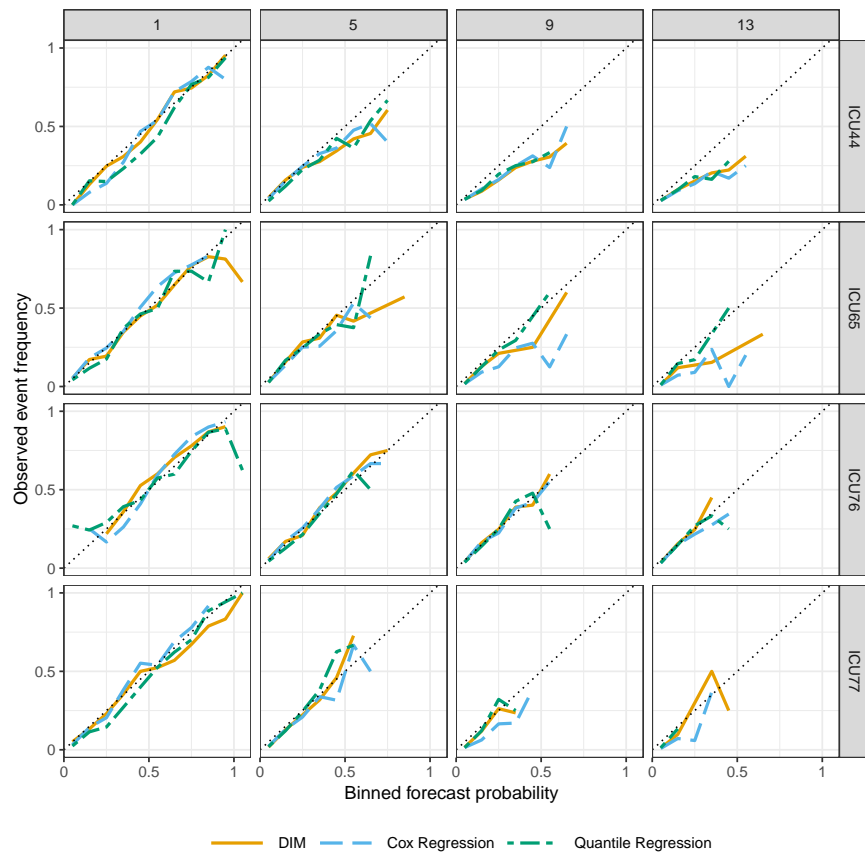 1 5 9 13
1
0.5
0
ICU44
1
0.5
0
ICU65
1
0.5
0
ICU76
1
0.5
0
ICU77
Observed event frequency
0 0.5 1 0 0.5 1 0 0.5 1 0 0.5 1
Binned forecast probability
DIM Cox Regression Quantile Regression